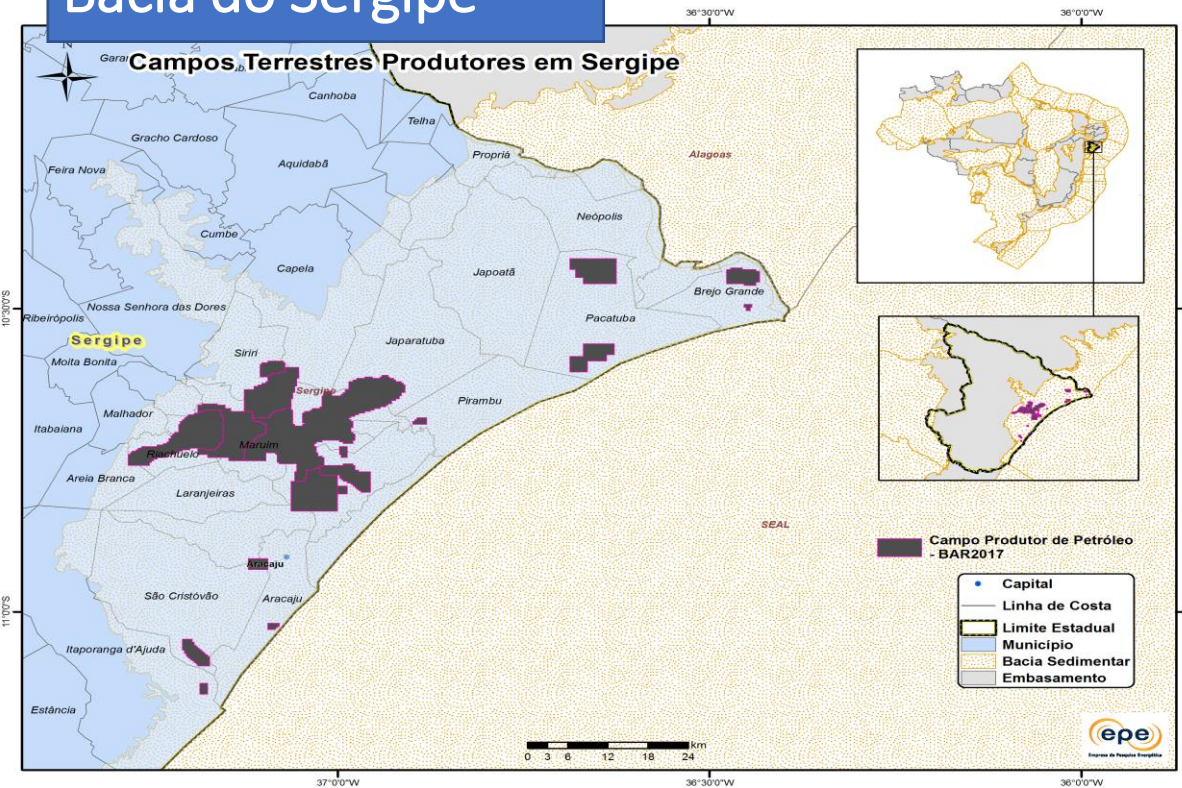 Bacia do Sergipe
36°30'0"W
36°0'0"W
N
Campos Terrestres Produtores em Sergipe
Canhoba
Telha
Gracho Cardoso
Propriá
Alagoas
Aquidabã
Feira Nova
Neópolis
Cumbe
Capela
Japoatã
Brejo Grande
10°30'0"S
Nossa Senhora das Dores
Ribeirópolis
Pacatuba
Sergipe
Japaratuba
Siriri
Moita Bonita
Sergipe
Pirambu
Malhador
Itabaiana
Maruim
Riachuelo
Areia Branca
Laranjeiras
SEAL
Campo Produtor de Petróleo
- BAR2017
Aracaju
Capital
São Cristóvão
Aracaju
Linha de Costa
11°0'0"S
Limite Estadual
Município
Itaporanga d'Ajuda
Bacia Sedimentar
Embasamento
Estância
epe
Empresa de Pesquisa Energética
km
0 3 6 12 18 24
37°0'0"W
36°30'0"W
36°0'0"W